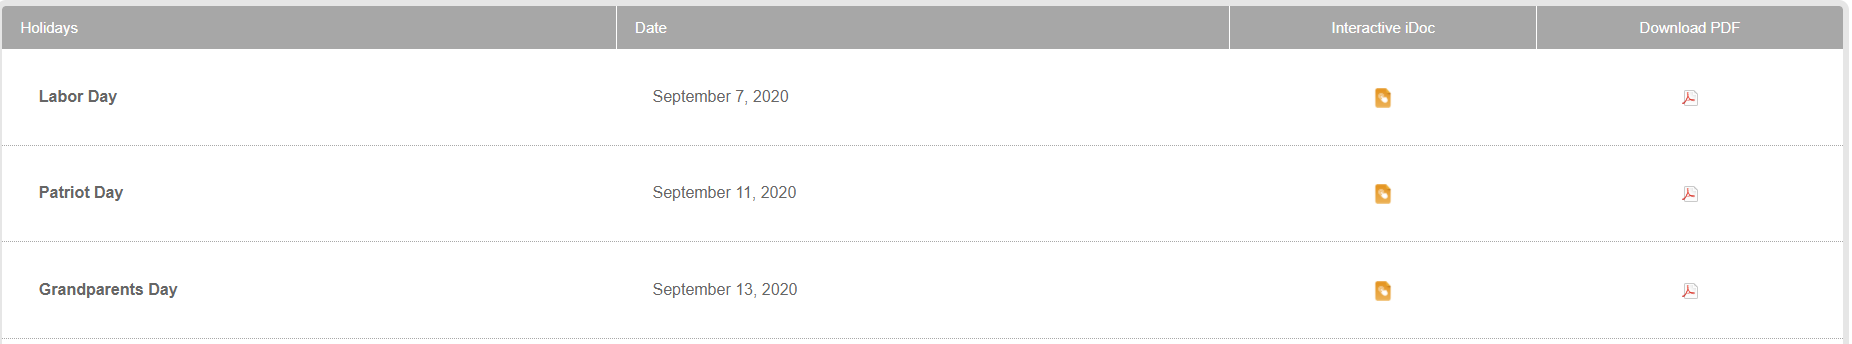 Holidays Date Interactive iDoc Download PDF
Labor Day September 7, 2020
Patriot Day September 11, 2020
Grandparents Day September 13, 2020